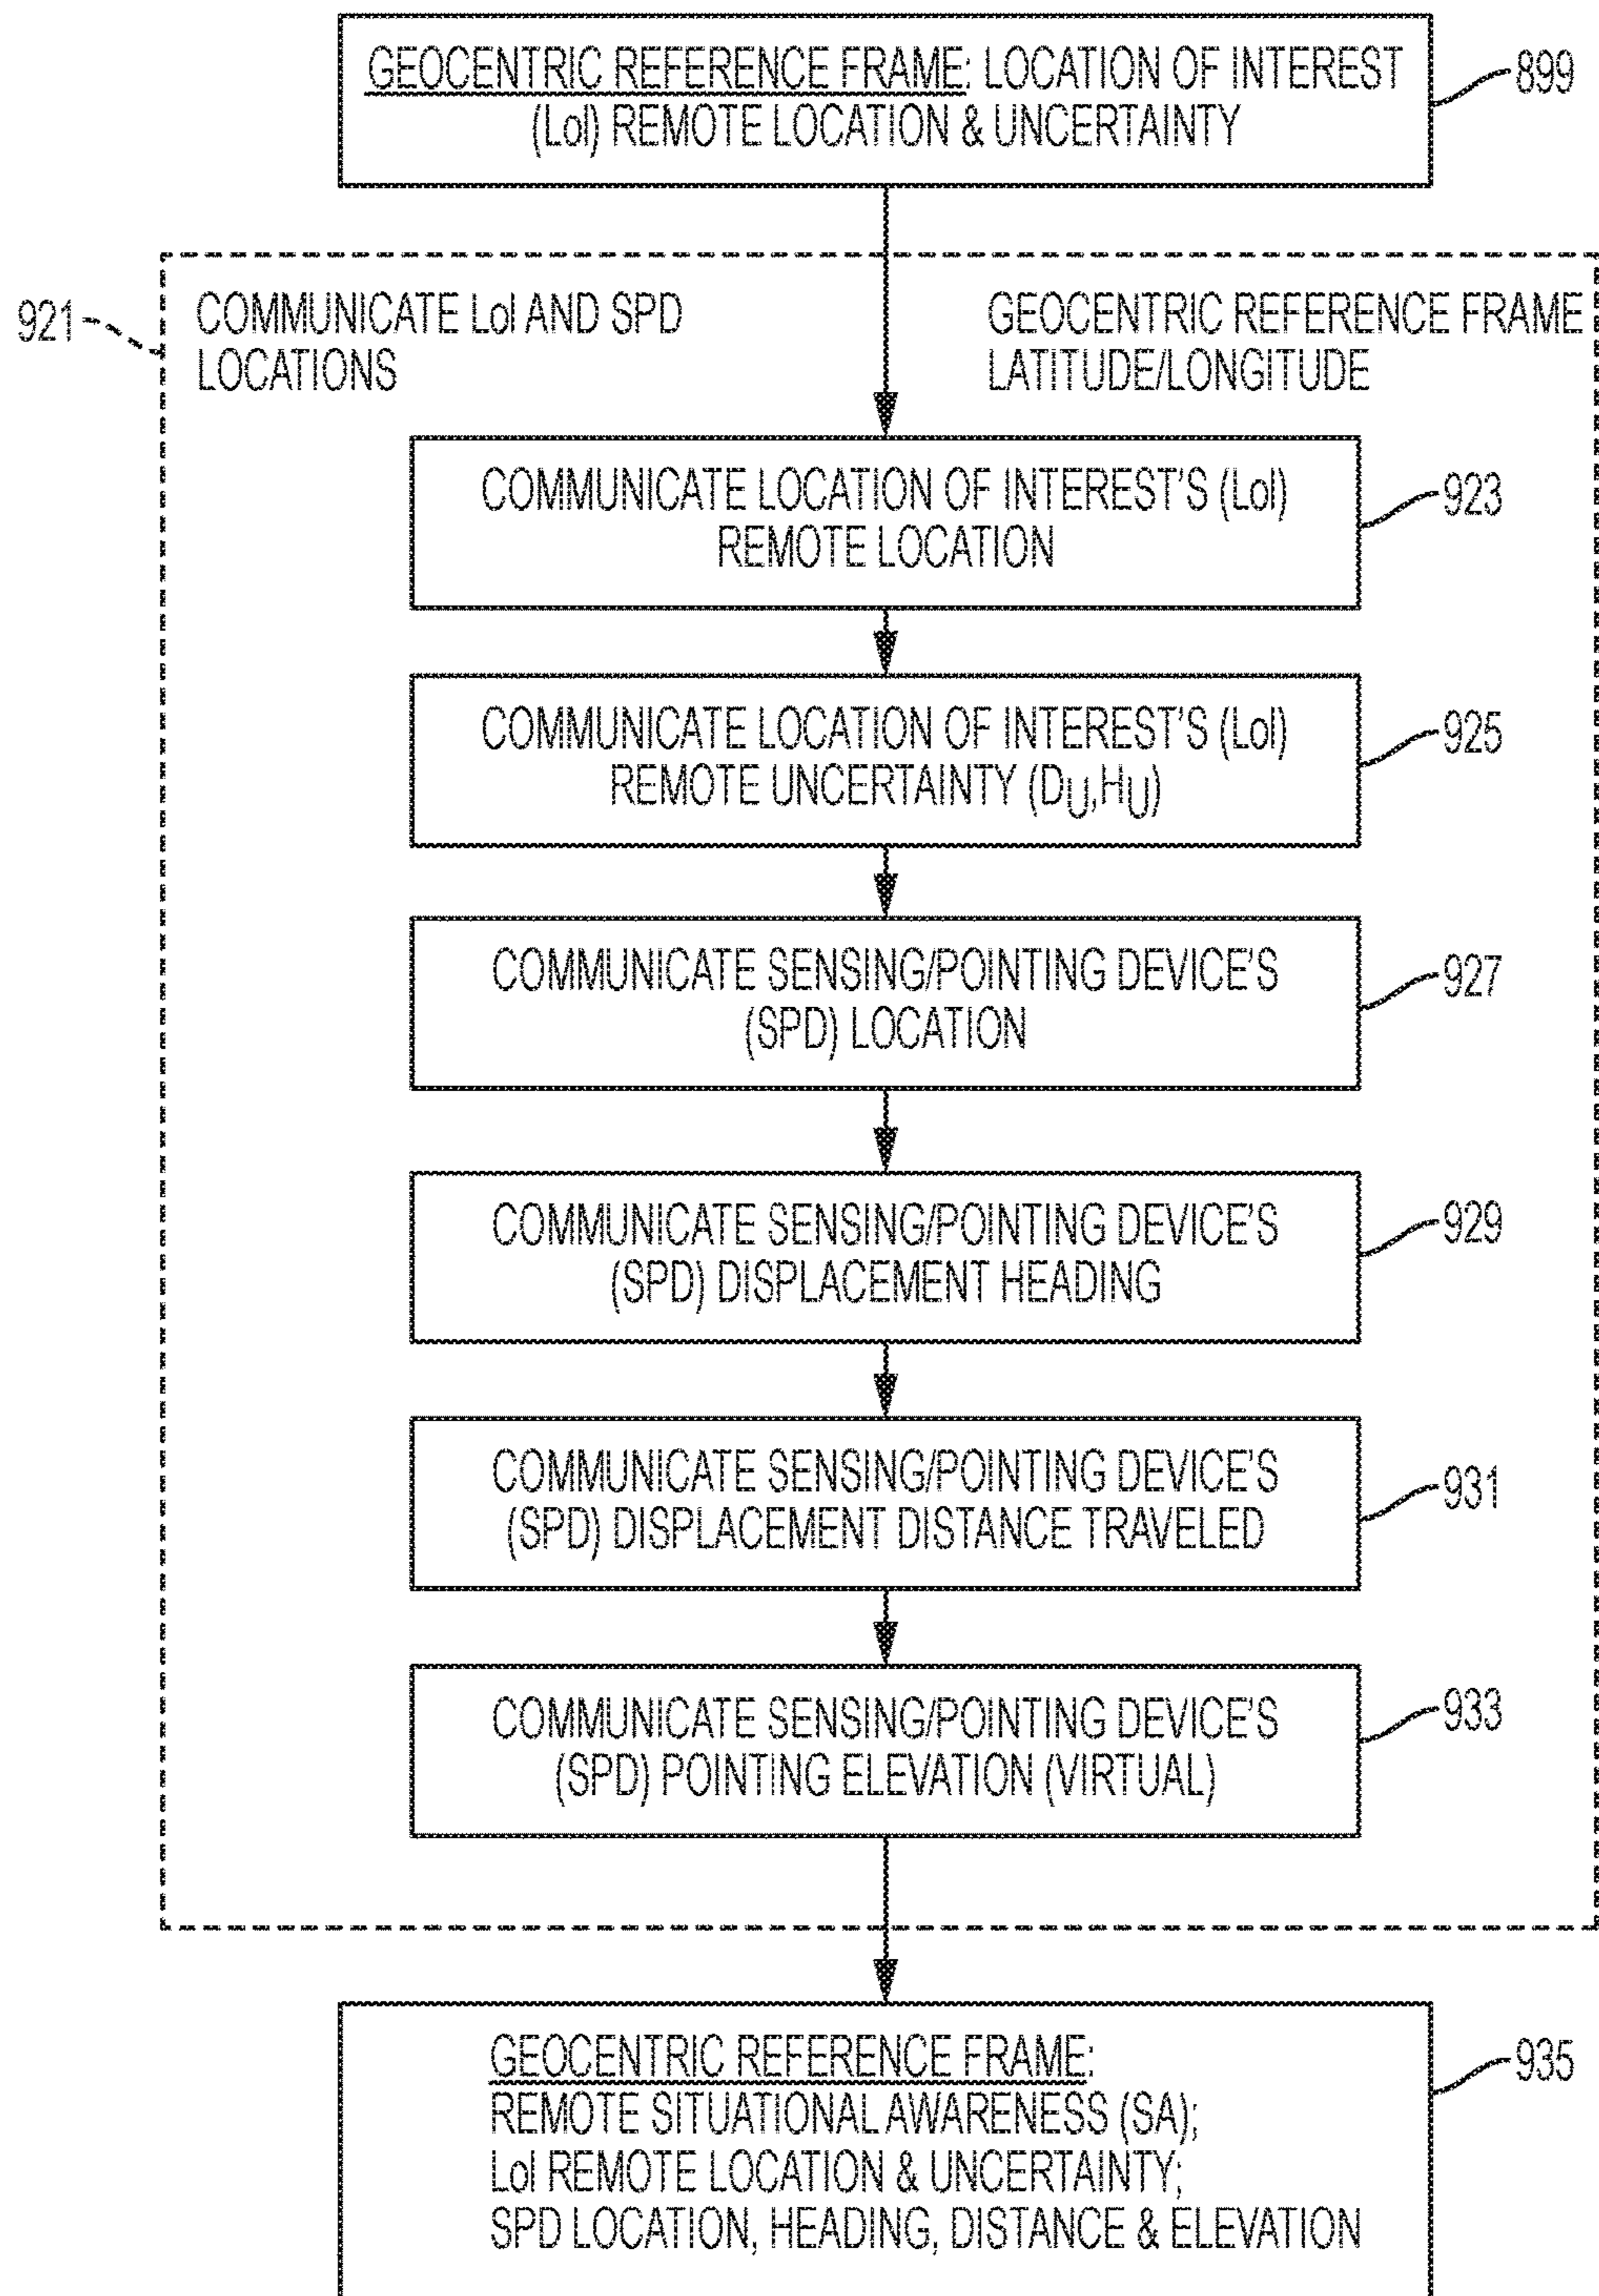 GEOCENTRIC REFERENCE FRAME: LOCATION OF INTEREST
(LoI) REMOTE LOCATION & UNCERTAINTY
899
921
COMMUNICATE LoI AND SPD
LOCATIONS
GEOCENTRIC REFERENCE FRAME
LATITUDE/LONGITUDE
COMMUNICATE LOCATION OF INTEREST'S (LoI)
REMOTE LOCATION
923
COMMUNICATE LOCATION OF INTEREST'S (LoI)
REMOTE UNCERTAINTY (DU,HU)
925
COMMUNICATE SENSING/POINTING DEVICE'S
(SPD) LOCATION
927
COMMUNICATE SENSING/POINTING DEVICE'S
(SPD) DISPLACEMENT HEADING
929
COMMUNICATE SENSING/POINTING DEVICE'S
(SPD) DISPLACEMENT DISTANCE TRAVELED
931
COMMUNICATE SENSING/POINTING DEVICE'S
(SPD) POINTING ELEVATION (VIRTUAL)
933
GEOCENTRIC REFERENCE FRAME:
REMOTE SITUATIONAL AWARENESS (SA);
LoI REMOTE LOCATION & UNCERTAINTY;
SPD LOCATION, HEADING, DISTANCE & ELEVATION
935